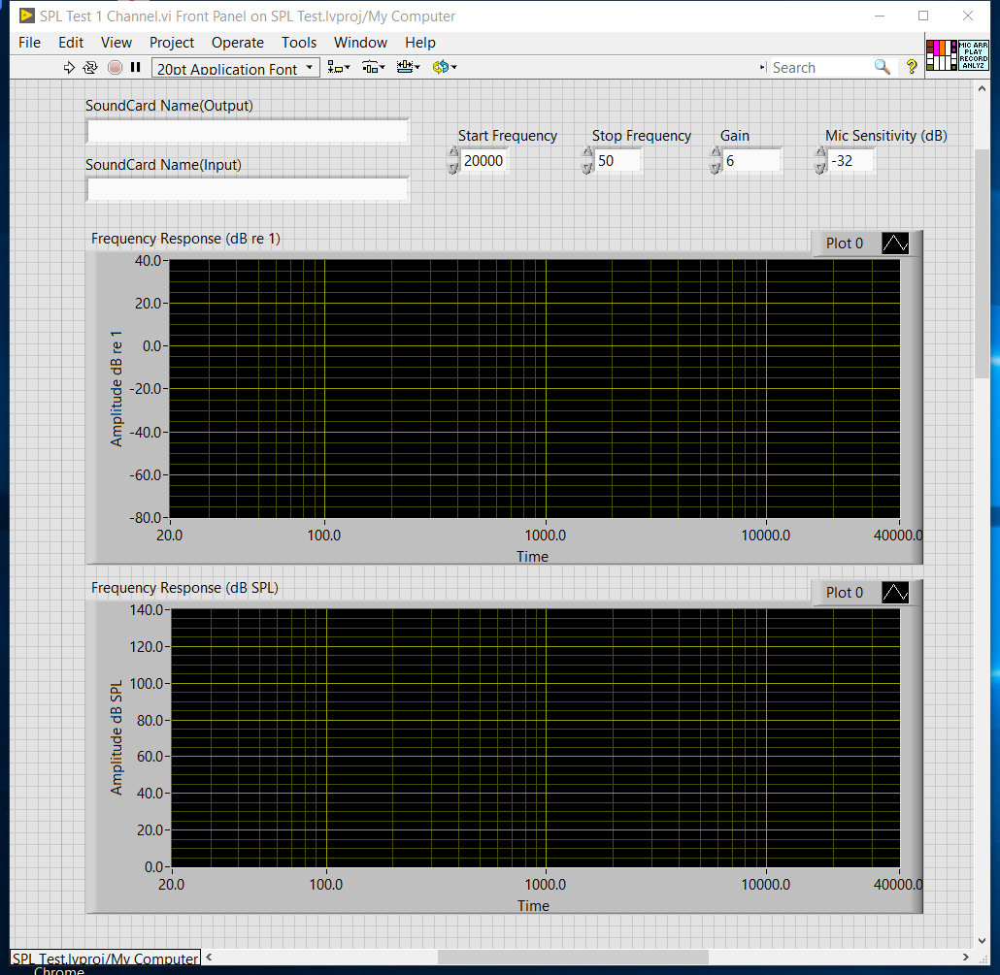 SPL Test 1 Channel.vi Front Panel on SPL Test.lvproj/My Computer
File Edit View Project Operate Tools Window Help
20pt Application Font
Search
?
MIC ARR
PLAY
RECORD
ANLYZ
SoundCard Name(Output)
SoundCard Name(Input)
Start Frequency Stop Frequency Gain Mic Sensitivity (dB)
20000 50 6 -32
Frequency Response (dB re 1)
Plot 0
Amplitude dB re 1
40.0
20.0
0.0
-20.0
-40.0
-60.0
-80.0
20.0 100.0 1000.0 10000.0 40000.0
Time
Frequency Response (dB SPL)
Plot 0
Amplitude dB SPL
140.0
120.0
100.0
80.0
60.0
40.0
20.0
0.0
20.0 100.0 1000.0 10000.0 40000.0
Time
SPL Test.lvproj/My Computer
Chrome